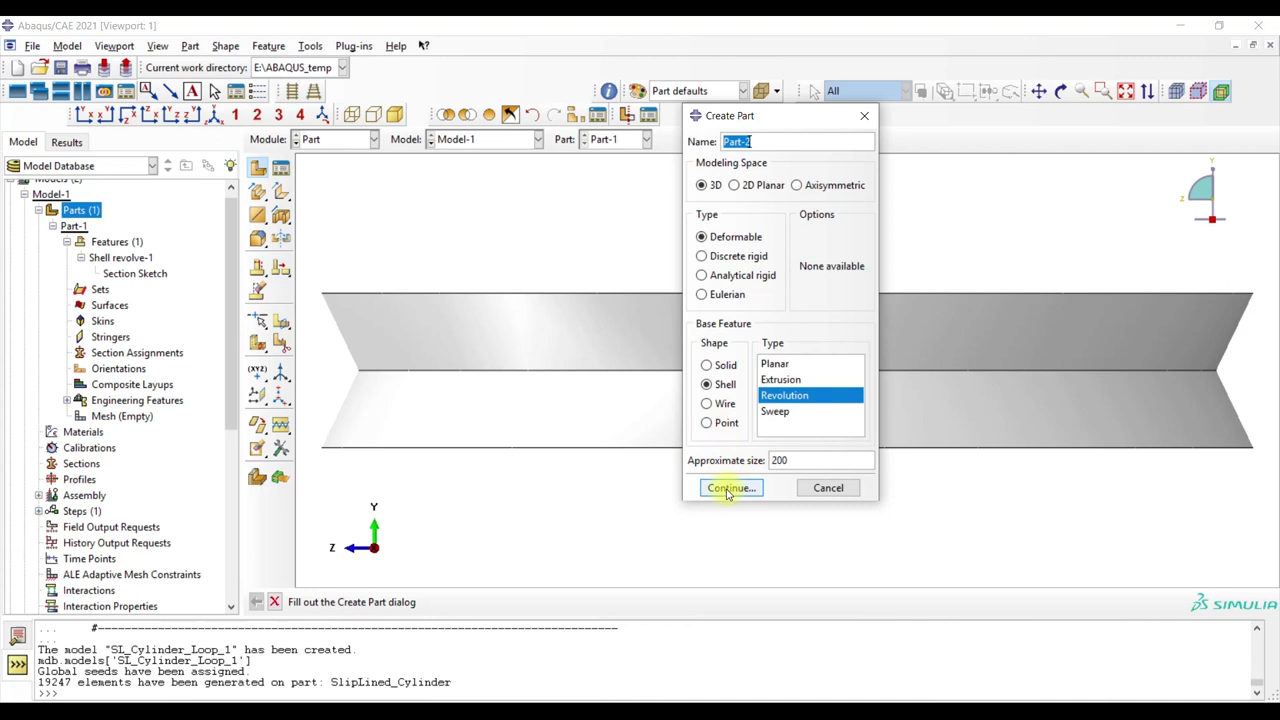 Abaqus/CAE 2021 [Viewport: 1]
File Model Viewport View Part Shape Feature Tools Plug-ins Help
Current work directory: E:\ABAQUS_temp
Part defaults
All
1 2 3 4
Model Results
Module: Part Model: Model-1 Part: Part-1
Model Database
Models (2)
Model-1
Parts (1)
Part-1
Features (1)
Shell revolve-1
Section Sketch
Sets
Surfaces
Skins
Stringers
Section Assignments
Orientations
Composite Layups
Engineering Features
Mesh (Empty)
Materials
Calibrations
Sections
Profiles
Assembly
Steps (1)
Field Output Requests
History Output Requests
Time Points
ALE Adaptive Mesh Constraints
Interactions
Interaction Properties
(XYZ)
Create Part
Name: Part-2
Modeling Space
3D 2D Planar Axisymmetric
Type
Options
Deformable
Discrete rigid
Analytical rigid
Eulerian
None available
Base Feature
Shape
Type
Solid
Shell
Wire
Point
Planar
Extrusion
Revolution
Sweep
Approximate size: 200
Continue... Cancel
Y
Z
Y
Z
X
Fill out the Create Part dialog
SIMULIA
... #---------------------------------------------------------------------------
...
The model "SL_Cylinder_Loop_1" has been created.
mdb.models['SL_Cylinder_Loop_1']
Global seeds have been assigned.
19247 elements have been generated on part: SlipLined_Cylinder
>>>